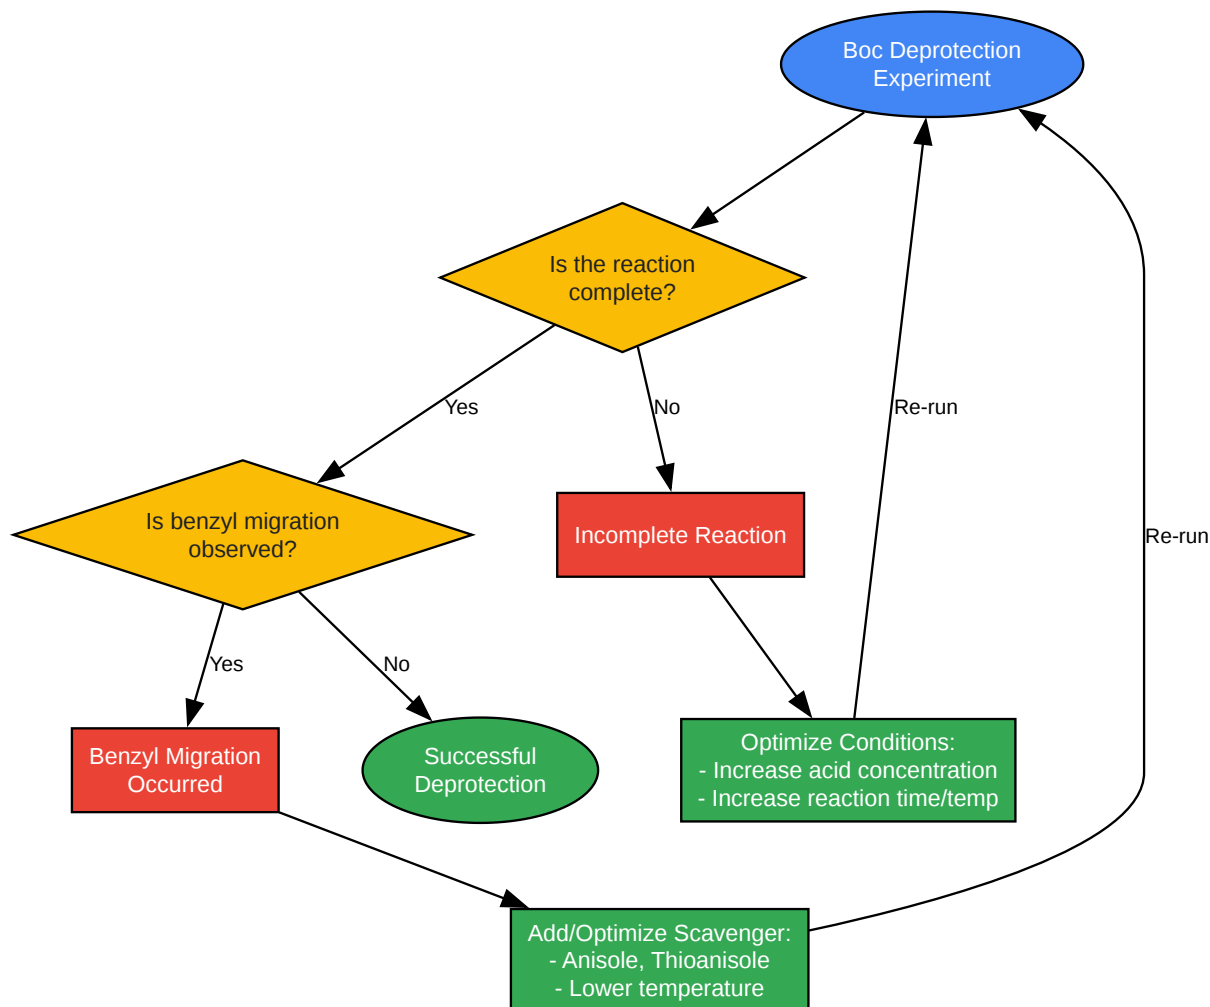 Boc Deprotection
Experiment
Is the reaction
complete?
Yes
No
Re-run
Is benzyl migration
observed?
Incomplete Reaction
Re-run
Yes
No
Benzyl Migration
Occurred
Successful
Deprotection
Optimize Conditions:
- Increase acid concentration
- Increase reaction time/temp
Add/Optimize Scavenger:
- Anisole, Thioanisole
- Lower temperature